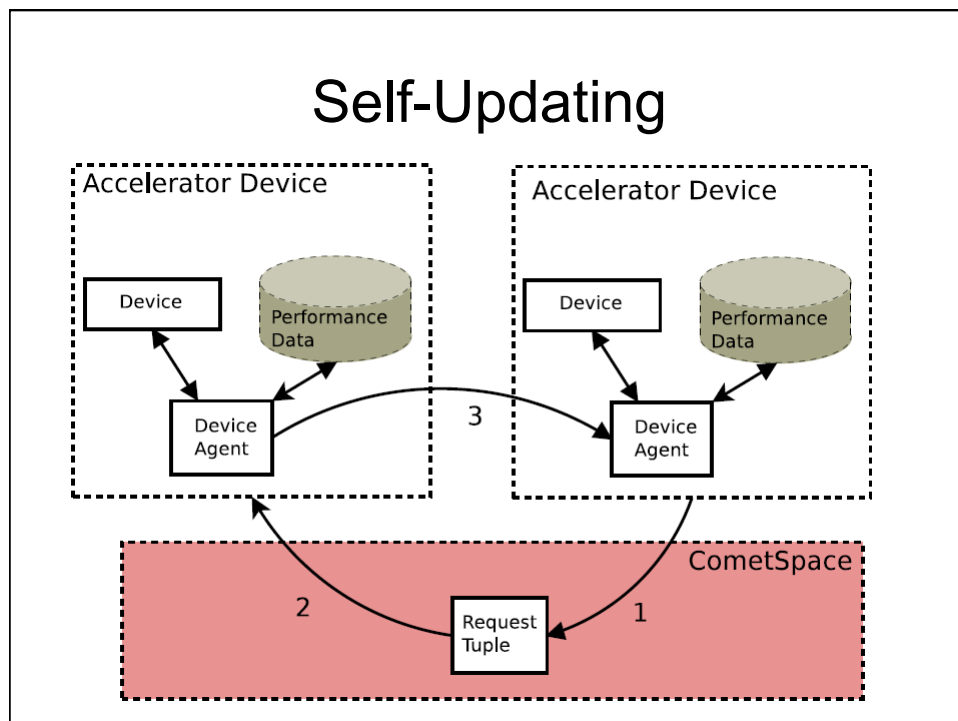 Self-Updating
Accelerator Device
Device
Performance
Data
Device
Agent
Accelerator Device
Device
Performance
Data
Device
Agent
3
CometSpace
2
Request
Tuple
1